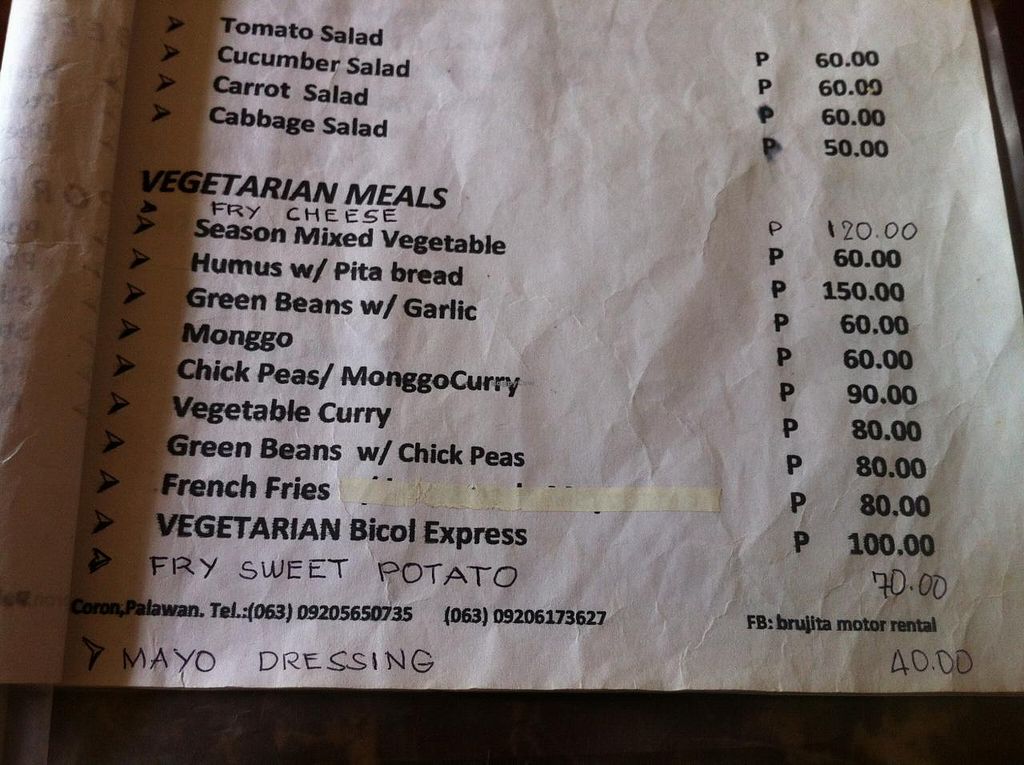 Tomato Salad P 60.00
Cucumber Salad P 60.00
Carrot Salad P 60.00
Cabbage Salad P 50.00
VEGETARIAN MEALS
FRY CHEESE P 120.00
Season Mixed Vegetable P 60.00
Humus w/ Pita bread P 150.00
Green Beans w/ Garlic P 60.00
Monggo P 60.00
Chick Peas/ MonggoCurry P 90.00
Vegetable Curry P 80.00
Green Beans w/ Chick Peas P 80.00
French Fries P 80.00
VEGETARIAN Bicol Express P 100.00
FRY SWEET POTATO 70.00
Coron,Palawan. Tel.:(063) 09205650735 (063) 09206173627 FB: brujita motor rental
MAYO DRESSING 40.00